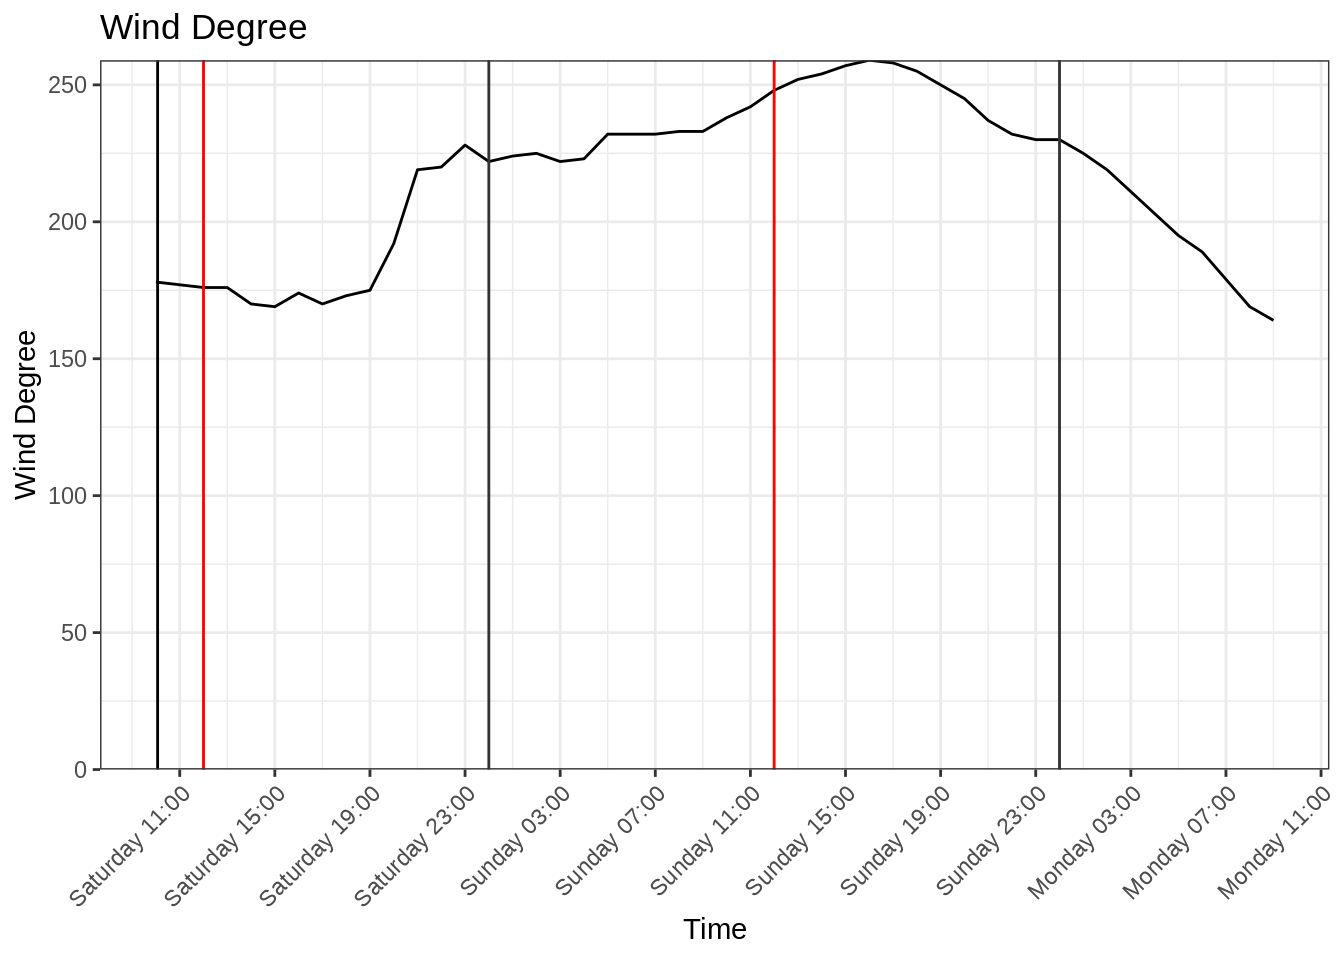 Wind Degree
Wind Degree
250
200
150
100
50
0
Saturday 11:00
Saturday 15:00
Saturday 19:00
Saturday 23:00
Sunday 03:00
Sunday 07:00
Sunday 11:00
Sunday 15:00
Sunday 19:00
Sunday 23:00
Monday 03:00
Monday 07:00
Monday 11:00
Time